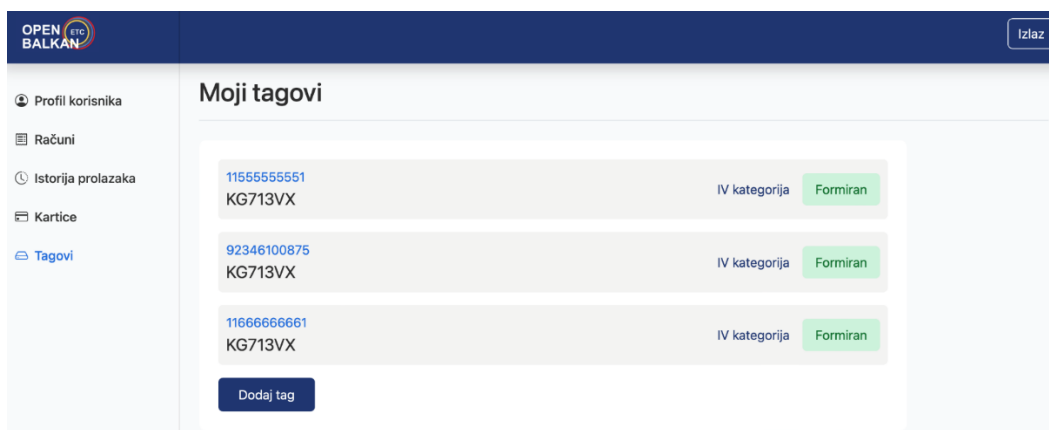 OPEN ETC
BALKAN
Izlaz
Profil korisnika
Računi
Istorija prolazaka
Kartice
Tagovi
Moji tagovi
11555555551
KG713VX
IV kategorija
Formiran
92346100875
KG713VX
IV kategorija
Formiran
11666666661
KG713VX
IV kategorija
Formiran
Dodaj tag